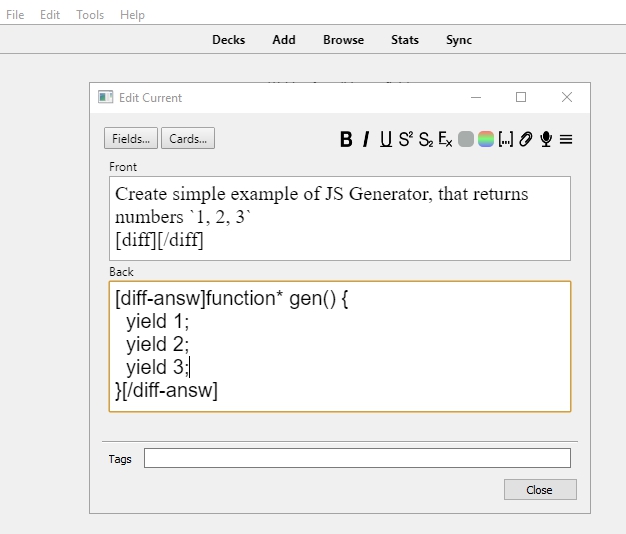 File Edit Tools Help
Decks Add Browse Stats Sync
Edit Current
Fields... Cards... B I U S² S₂ Eₓ [...]
Front
Create simple example of JS Generator, that returns
numbers `1, 2, 3`
[diff][/diff]
Back
[diff-answ]function* gen() {
yield 1;
yield 2;
yield 3;
}[/diff-answ]
Tags
Close